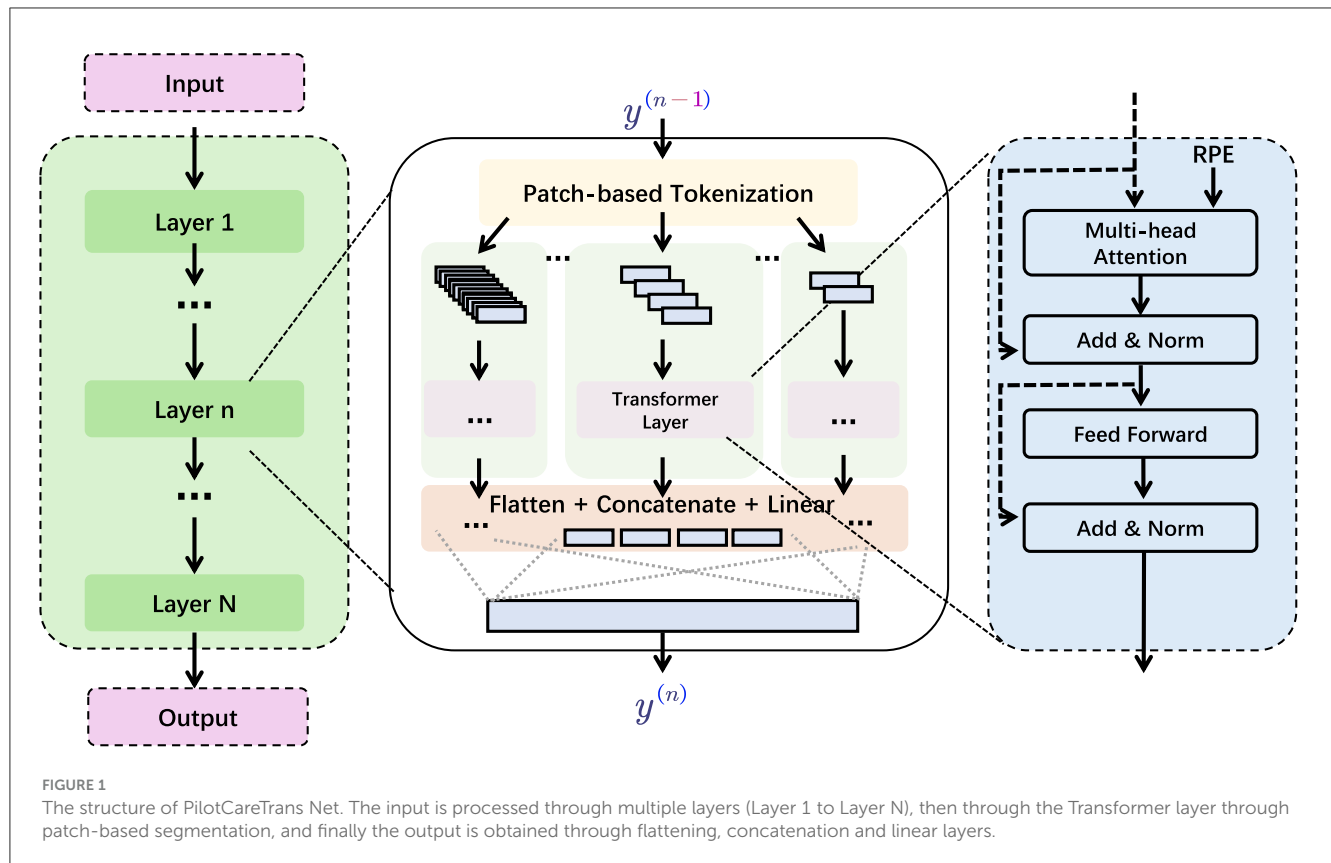 Input
Layer 1
...
Layer n
...
Layer N
Output
y^(n−1)
Patch-based Tokenization
... ...
... Transformer ...
Layer
Flatten + Concatenate + Linear
... ...
y^(n)
RPE
Multi-head
Attention
Add & Norm
Feed Forward
Add & Norm
FIGURE 1
The structure of PilotCareTrans Net. The input is processed through multiple layers (Layer 1 to Layer N), then through the Transformer layer through
patch-based segmentation, and finally the output is obtained through flattening, concatenation and linear layers.